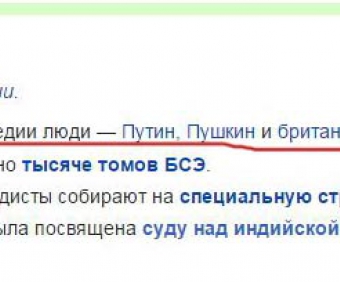 ии.
едии люди — Путин, Пушкин и британ
но тысяче томов БСЭ.
дисты собирают на специальную стр
ыла посвящена суду над индийской